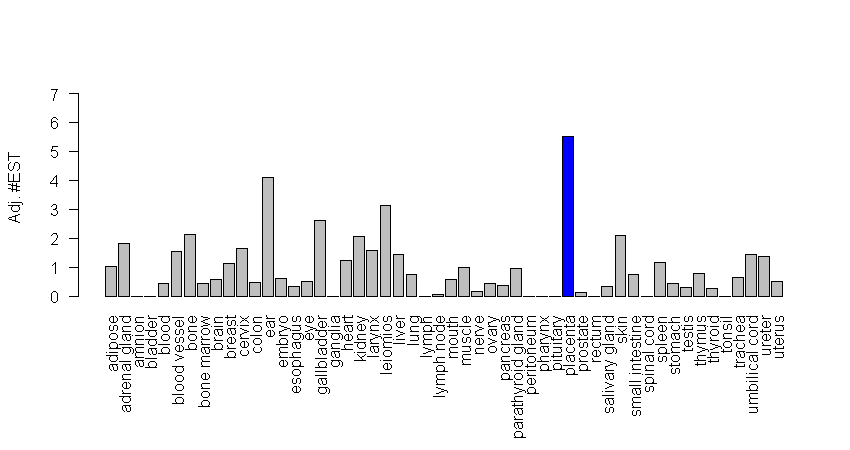 7
6
5
4
3
2
1
0
Adj. #EST
adipose
adrenal gland
amnion
bladder
blood
blood vessel
bone
bone marrow
brain
breast
cervix
colon
ear
embryo
esophagus
eye
gallbladder
ganglia
heart
kidney
larynx
leiomios
liver
lung
lymph
lymph node
mouth
muscle
nerve
ovary
pancreas
parathyroid gland
peritoneum
pharynx
pituitary
placenta
prostate
rectum
salivary gland
skin
small intestine
spinal cord
spleen
stomach
testis
thymus
thyroid
tonsil
trachea
umbilical cord
ureter
uterus